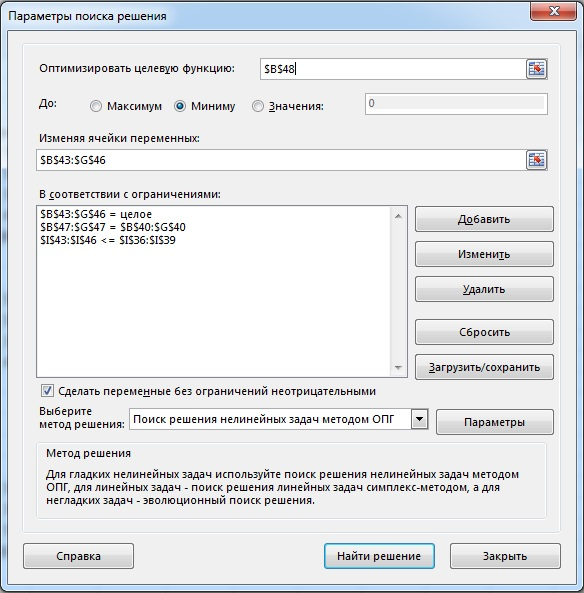 Параметры поиска решения
Оптимизировать целевую функцию: $B$48
До: Максимум Миниму Значения: 0
Изменяя ячейки переменных:
$B$43:$G$46
В соответствии с ограничениями:
$B$43:$G$46 = целое
$B$47:$G$47 = $B$40:$G$40
$I$43:$I$46 <= $I$36:$I$39
Добавить
Изменить
Удалить
Сбросить
Загрузить/сохранить
Сделать переменные без ограничений неотрицательными
Выберите
метод решения: Поиск решения нелинейных задач методом ОПГ Параметры
Метод решения
Для гладких нелинейных задач используйте поиск решения нелинейных задач методом
ОПГ, для линейных задач - поиск решения линейных задач симплекс-методом, а для
негладких задач - эволюционный поиск решения.
Справка Найти решение Закрыть